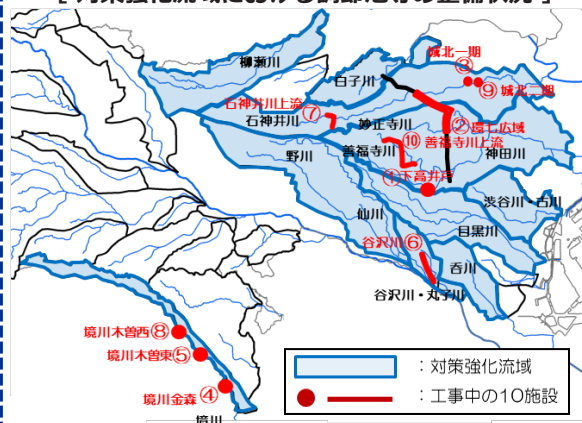 [ 対策強化流域における調節池等の整備状況 ]
柳瀬川
白子川
城北一期
③
⑨ 城北二期
石神井川上流 ⑦
石神井川
妙正寺川
② 環七広域
⑩ 善福寺川上流
善福寺川
神田川
野川
①下高井戸
仙川
渋谷川・古川
目黒川
谷沢川⑥
呑川
谷沢川・丸子川
境川木曽西⑧
境川木曽東⑤
境川金森④
境川
：対策強化流域
：工事中の10施設